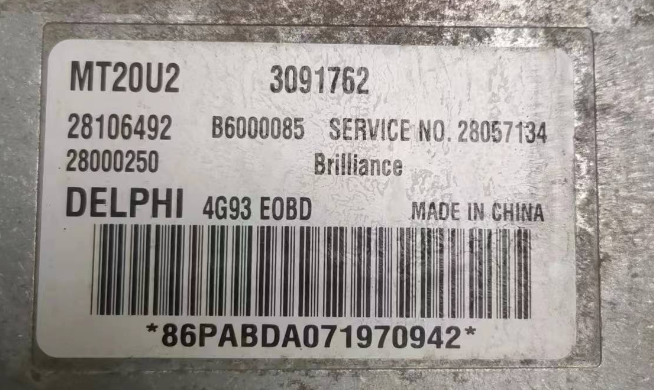 MT20U2 3091762
28106492 B6000085 SERVICE NO. 28057134
28000250 Brilliance
DELPHI 4G93 EOBD MADE IN CHINA
*86PABDA071970942*